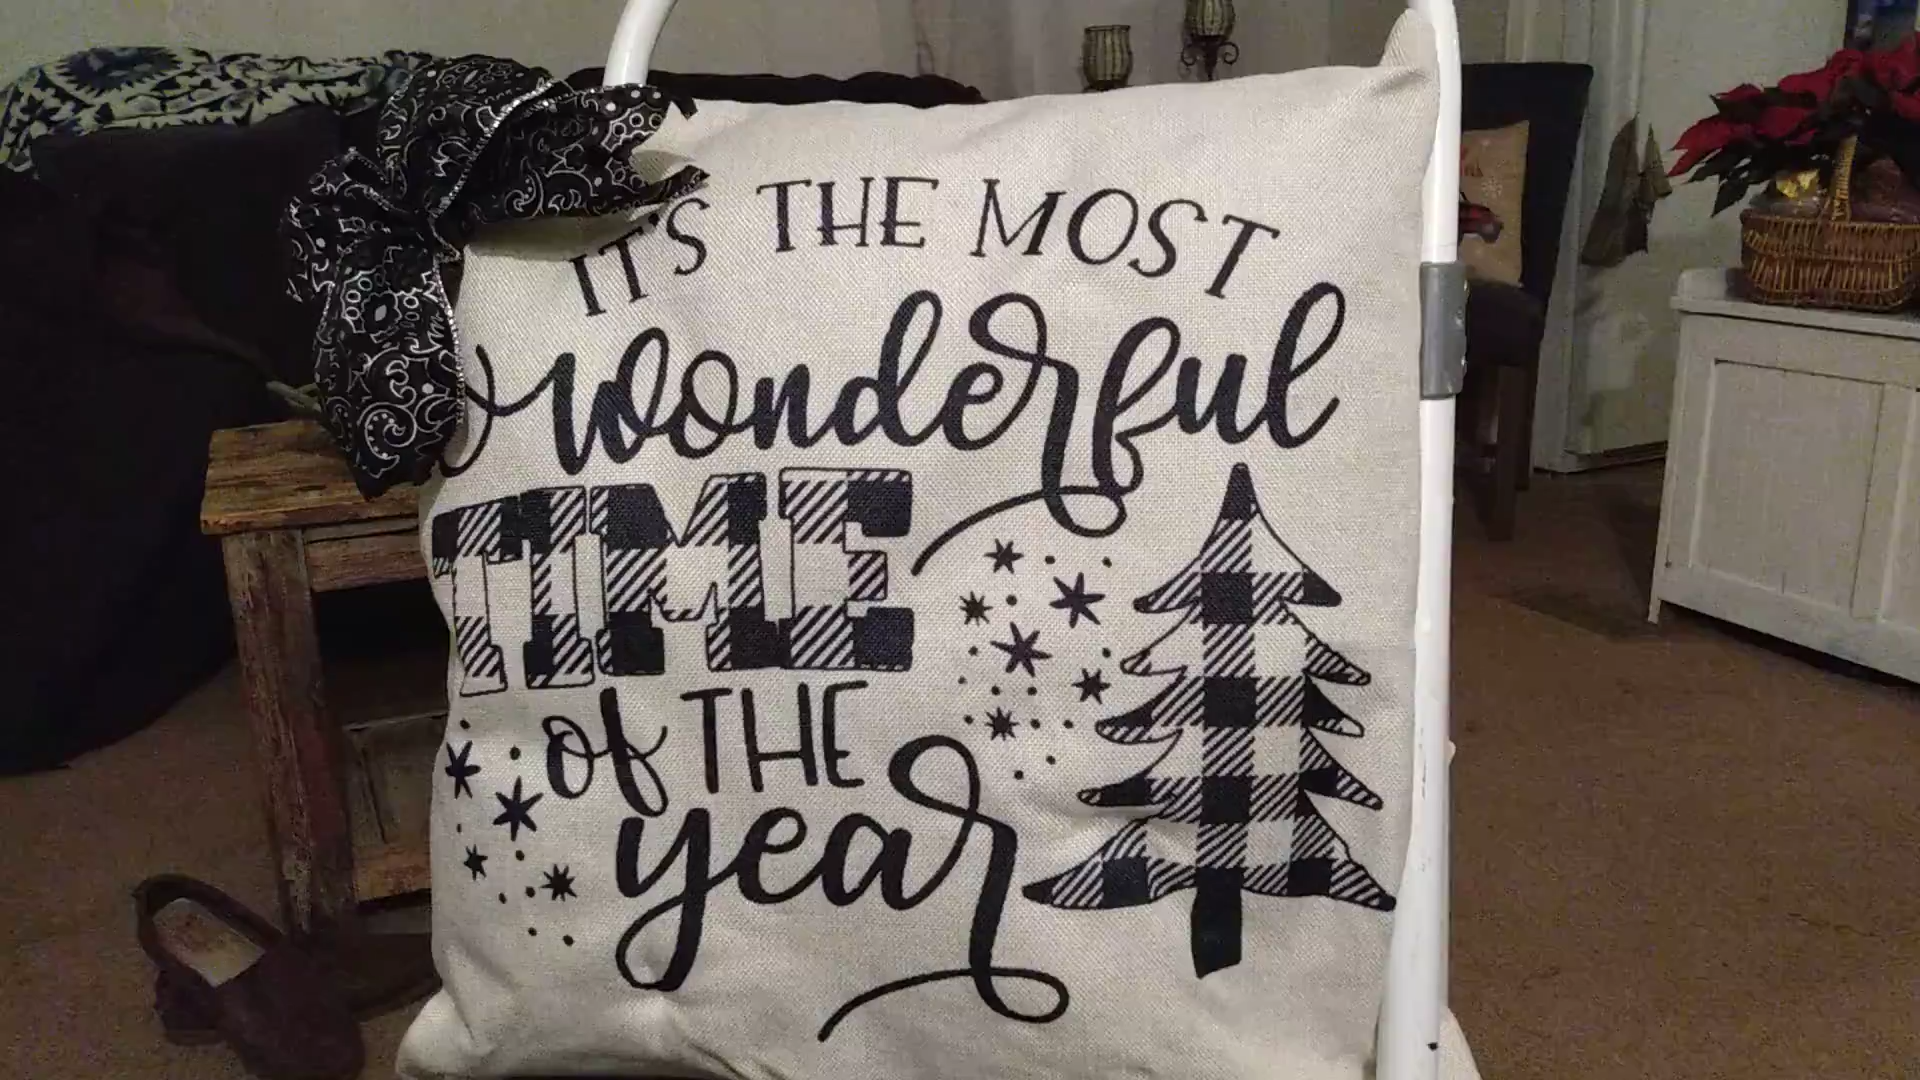 IT'S THE MOST
wonderful
TIME
of THE
year